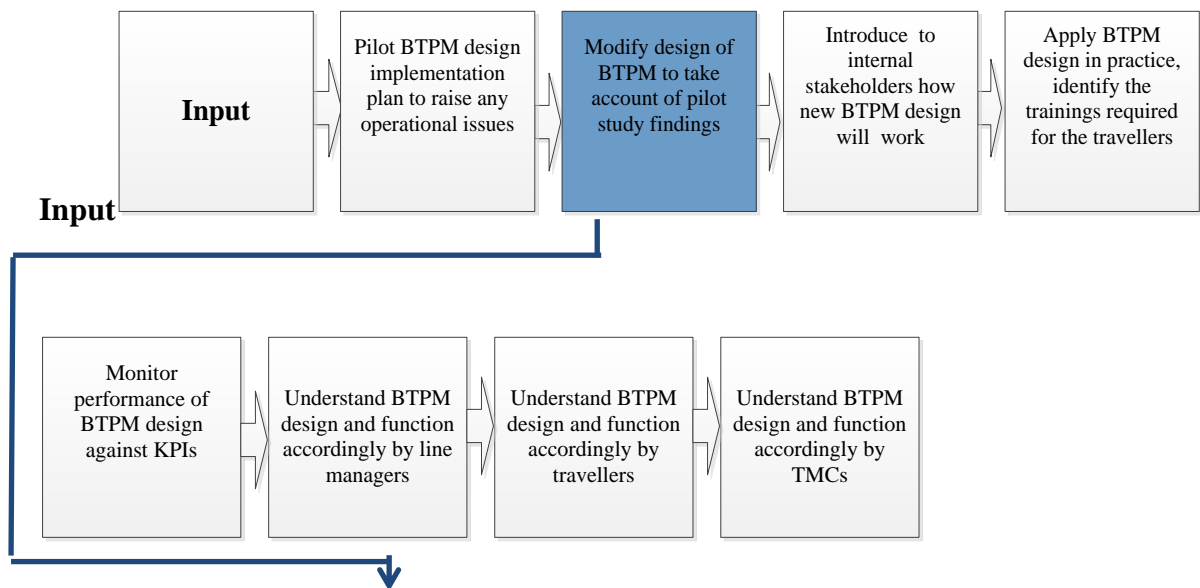 Input
Pilot BTPM design
implementation
plan to raise any
operational issues
Modify design of
BTPM to take
account of pilot
study findings
Introduce to
internal
stakeholders how
new BTPM design
will work
Apply BTPM
design in practice,
identify the
trainings required
for the travellers
Input
Monitor
performance of
BTPM design
against KPIs
Understand BTPM
design and function
accordingly by line
managers
Understand BTPM
design and function
accordingly by
travellers
Understand BTPM
design and function
accordingly by
TMCs